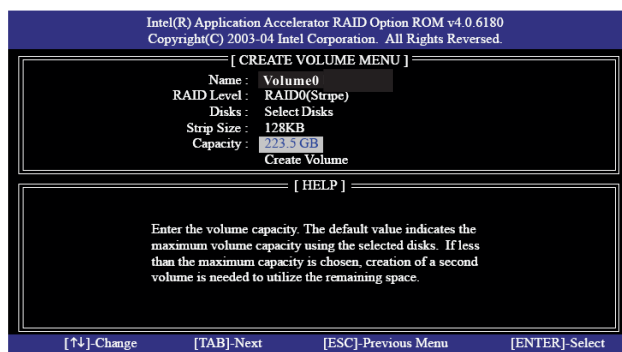 Intel(R) Application Accelerator RAID Option ROM v4.0.6180
Copyright(C) 2003-04 Intel Corporation. All Rights Reversed.
[ CREATE VOLUME MENU ]
Name : Volume0
RAID Level : RAID0(Stripe)
Disks : Select Disks
Strip Size : 128KB
Capacity : 223.5 GB
Create Volume
[ HELP ]
Enter the volume capacity. The default value indicates the
maximum volume capacity using the selected disks. If less
than the maximum capacity is chosen, creation of a second
volume is needed to utilize the remaining space.
[↑↓]-Change [TAB]-Next [ESC]-Previous Menu [ENTER]-Select